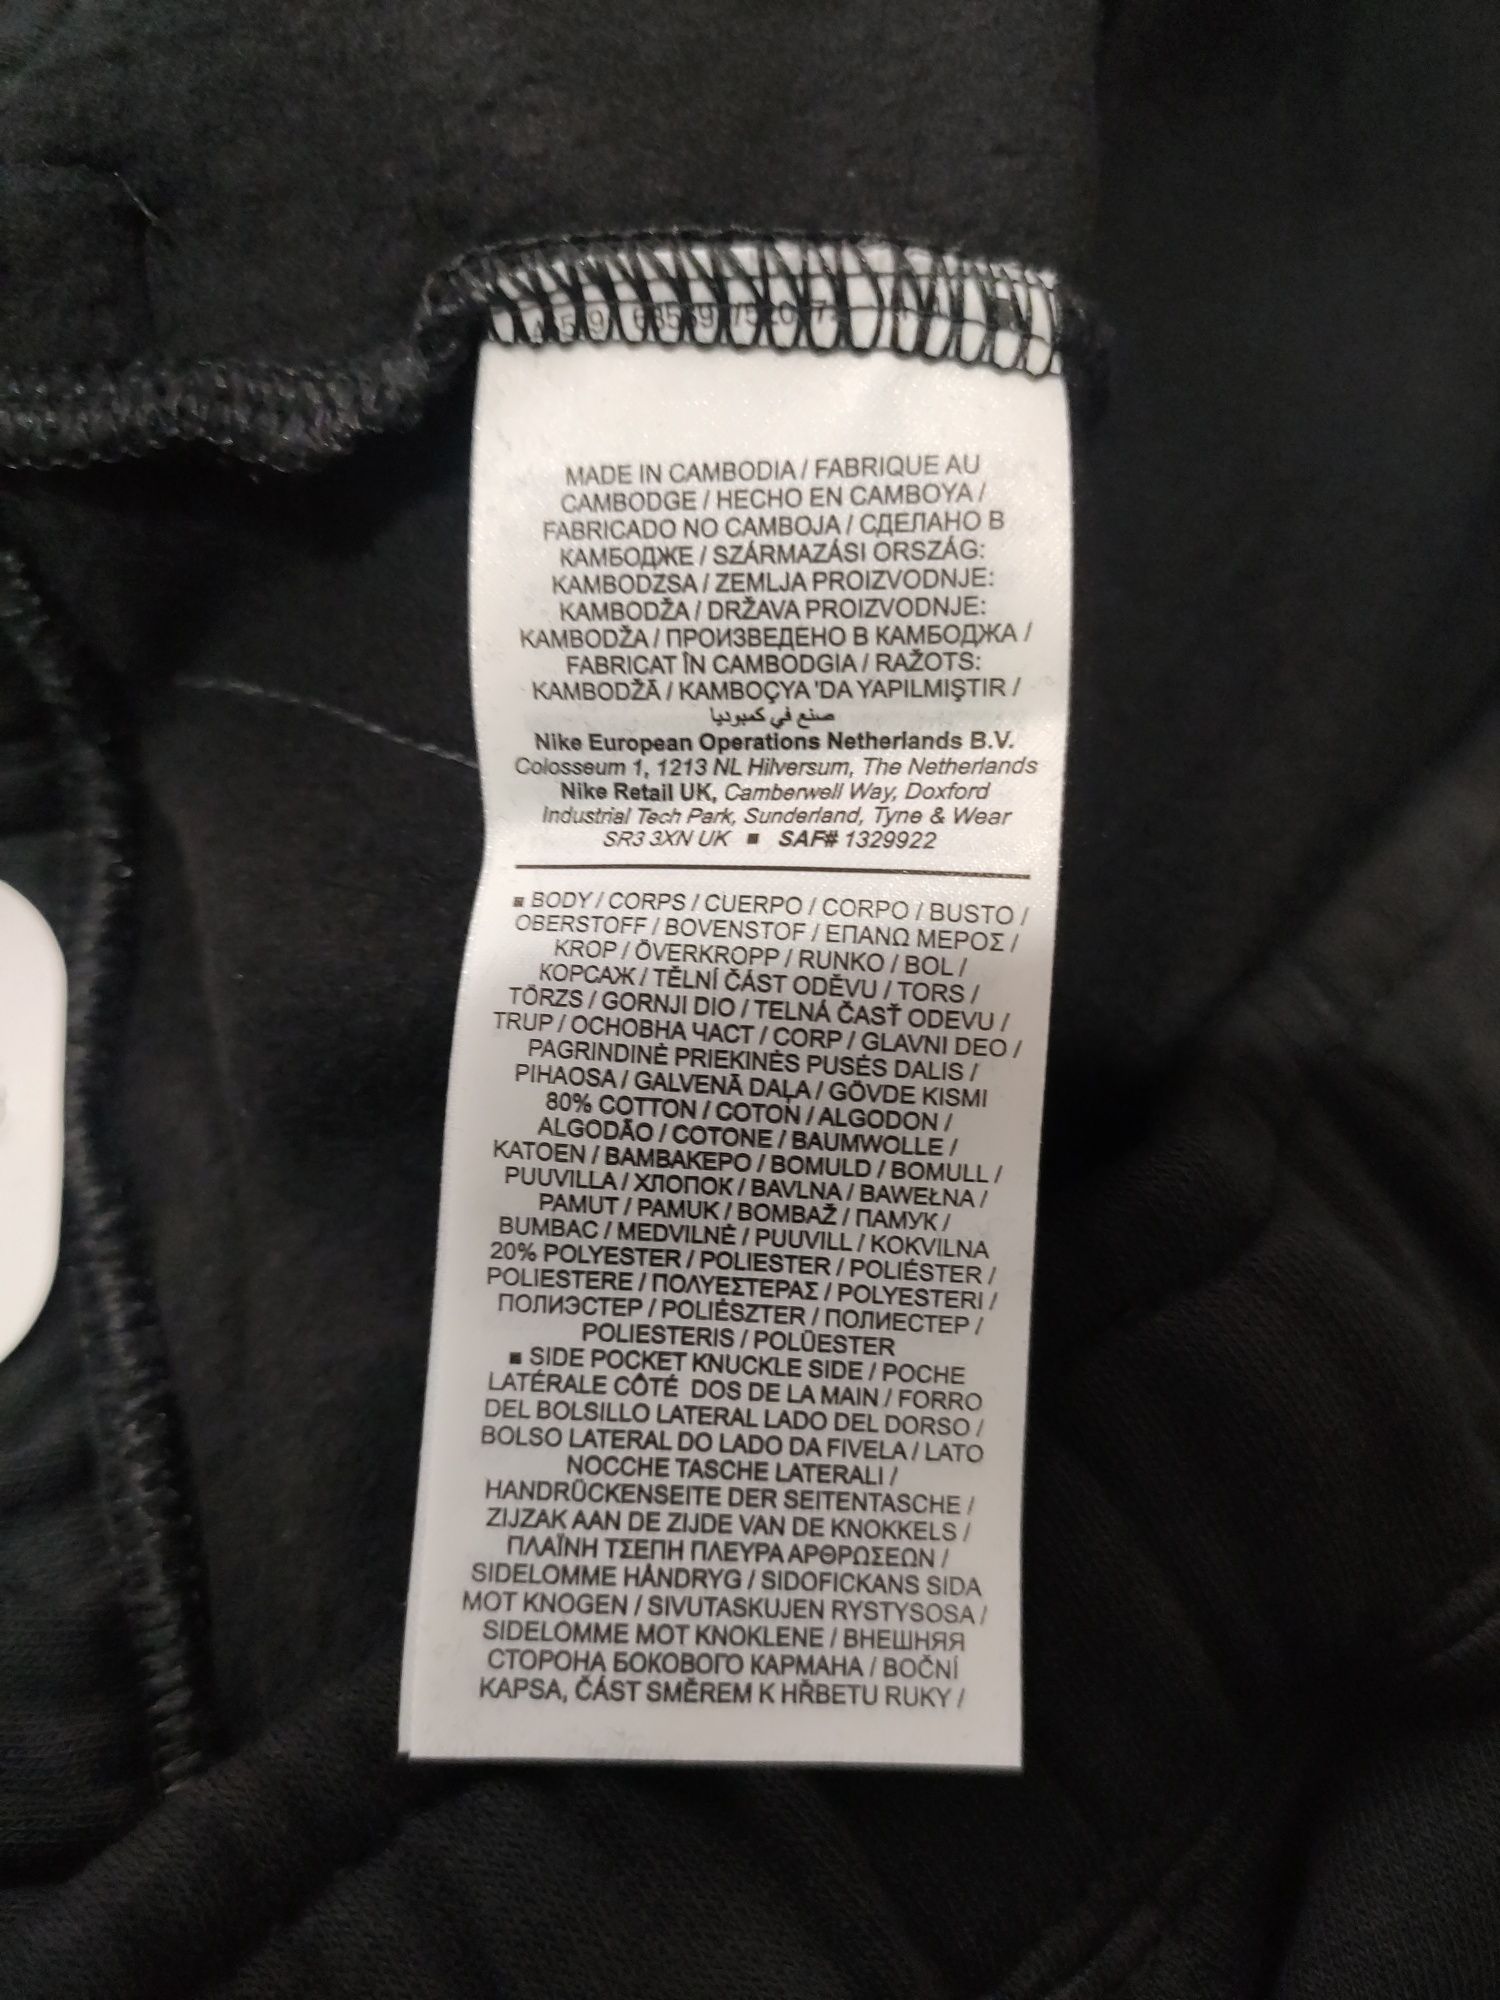 MADE IN CAMBODIA / FABRIQUE AU
CAMBODGE / HECHO EN CAMBOYA /
FABRICADO NO CAMBOJA / СДЕЛАНО В
КАМБОДЖЕ / SZÁRMAZÁSI ORSZÁG:
KAMBODZSA / ZEMLJA PROIZVODNJE:
KAMBODŽA / DRŽAVA PROIZVODNJE:
KAMBODŽA / ПРОИЗВЕДЕНО В КАМБОДЖА /
FABRICAT ÎN CAMBODGIA / RAŽOTS:
KAMBODŽĀ / KAMBOÇYA 'DA YAPILMIŞTIR /
صنع في كمبوديا
Nike European Operations Netherlands B.V.
Colosseum 1, 1213 NL Hilversum, The Netherlands
Nike Retail UK, Camberwell Way, Doxford
Industrial Tech Park, Sunderland, Tyne & Wear
SR3 3XN UK ■ SAF# 1329922
■ BODY / CORPS / CUERPO / CORPO / BUSTO /
OBERSTOFF / BOVENSTOF / ΕΠΑΝΩ ΜΕΡΟΣ /
KROP / ÖVERKROPP / RUNKO / BOL /
КОРСАЖ / TĚLNÍ ČÁST ODĚVU / TORS /
TÖRZS / GORNJI DIO / TELNÁ ČASŤ ODEVU /
TRUP / ОСНОВНА ЧАСТ / CORP / GLAVNI DEO /
PAGRINDINĖ PRIEKINĖS PUSĖS DALIS /
PIHAOSA / GALVENĀ DAĻA / GÖVDE KISMI
80% COTTON / COTON / ALGODON /
ALGODÃO / COTONE / BAUMWOLLE /
KATOEN / ΒΑΜΒΑΚΕΡΟ / BOMULD / BOMULL /
PUUVILLA / ХЛОПОК / BAVLNA / BAWEŁNA /
PAMUT / PAMUK / BOMBAŽ / ПАМУК /
BUMBAC / MEDVILNĖ / PUUVILL / KOKVILNA
20% POLYESTER / POLIESTER / POLIÉSTER /
POLIESTERE / ΠΟΛΥΕΣΤΕΡΑΣ / POLYESTERI /
ПОЛИЭСТЕР / POLIÉSZTER / ПОЛИЕСТЕР /
POLIESTERIS / POLÜESTER
■ SIDE POCKET KNUCKLE SIDE / POCHE
LATÉRALE CÔTÉ DOS DE LA MAIN / FORRO
DEL BOLSILLO LATERAL LADO DEL DORSO /
BOLSO LATERAL DO LADO DA FIVELA / LATO
NOCCHE TASCHE LATERALI /
HANDRÜCKENSEITE DER SEITENTASCHE /
ZIJZAK AAN DE ZIJDE VAN DE KNOKKELS /
ΠΛΑΪΝΗ ΤΣΕΠΗ ΠΛΕΥΡΑ ΑΡΘΡΩΣΕΩΝ /
SIDELOMME HÅNDRYG / SIDOFICKANS SIDA
MOT KNOGEN / SIVUTASKUJEN RYSTYSOSA /
SIDELOMME MOT KNOKLENE / ВНЕШНЯЯ
СТОРОНА БОКОВОГО КАРМАНА / BOČNÍ
KAPSA, ČÁST SMĚREM K HŘBETU RUKY /